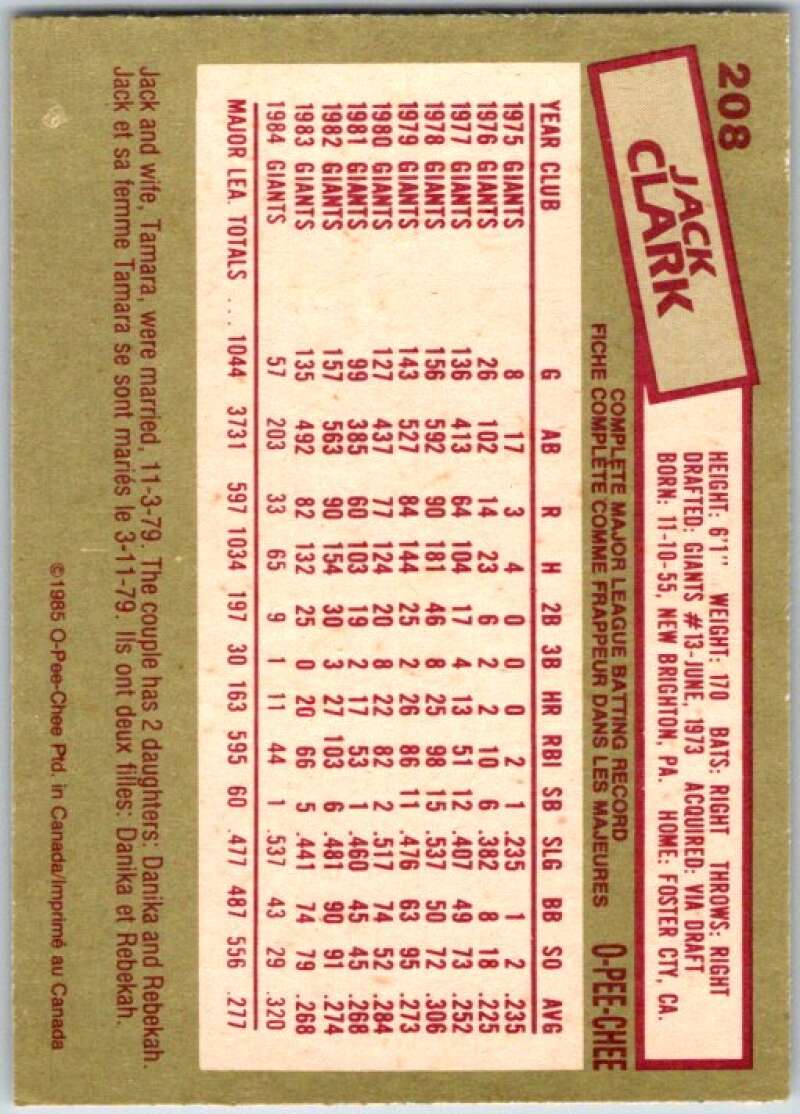 208
JACK
CLARK
HEIGHT: 6'1" WEIGHT: 170 BATS: RIGHT THROWS: RIGHT
DRAFTED: GIANTS #13-JUNE, 1973 ACQUIRED: VIA DRAFT
BORN: 11-10-55, NEW BRIGHTON, PA. HOME: FOSTER CITY, CA.
COMPLETE MAJOR LEAGUE BATTING RECORD
FICHE COMPLÈTE COMME FRAPPEUR DANS LES MAJEURES O-PEE-CHEE
YEAR CLUB G AB R H 2B 3B HR RBI SB SLG BB SO AVG
1975 GIANTS 8 17 3 4 0 0 0 2 1 .235 1 2 .235
1976 GIANTS 26 102 14 23 6 2 2 10 6 .382 8 18 .225
1977 GIANTS 136 413 64 104 17 4 13 51 12 .407 49 73 .252
1978 GIANTS 156 592 90 181 46 8 25 98 15 .537 50 72 .306
1979 GIANTS 143 527 84 144 25 2 26 86 11 .476 63 95 .273
1980 GIANTS 127 437 77 124 20 8 22 82 2 .517 74 52 .284
1981 GIANTS 99 385 60 103 19 2 17 53 1 .460 45 45 .268
1982 GIANTS 157 563 90 154 30 3 27 103 6 .481 90 91 .274
1983 GIANTS 135 492 82 132 25 0 20 66 5 .441 74 79 .268
1984 GIANTS 57 203 33 65 9 1 11 44 1 .537 43 29 .320
MAJOR LEA. TOTALS ... 1044 3731 597 1034 197 30 163 595 60 .477 487 556 .277
Jack and wife, Tamara, were married, 11-3-79. The couple has 2 daughters: Danika and Rebekah.
Jack et sa femme Tamara se sont mariés le 3-11-79. Ils ont deux filles: Danika et Rebekah.
©1985 O-Pee-Chee Ptd. in Canada/Imprimé au Canada